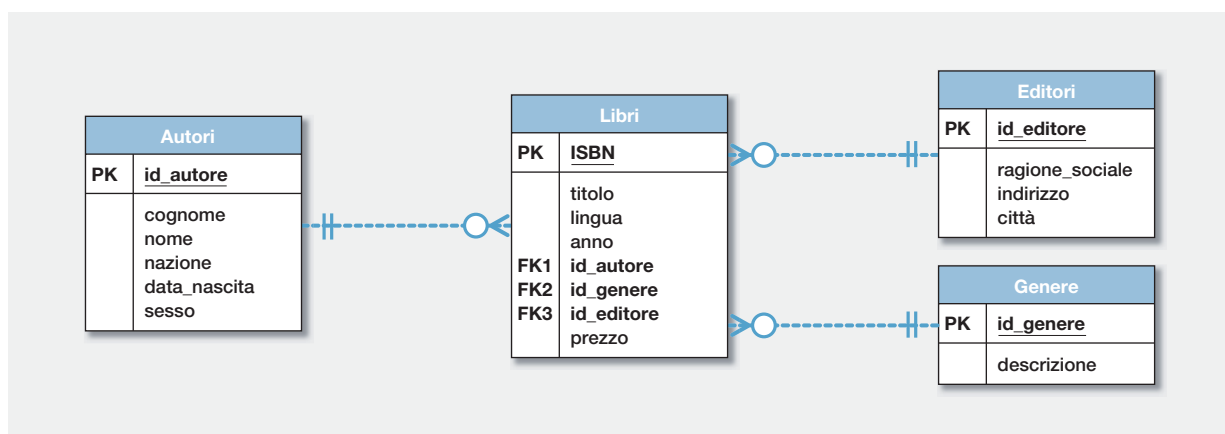 Autori
PK id_autore
cognome
nome
nazione
data_nascita
sesso
Libri
PK ISBN
titolo
lingua
anno
FK1 id_autore
FK2 id_genere
FK3 id_editore
prezzo
Editori
PK id_editore
ragione_sociale
indirizzo
città
Genere
PK id_genere
descrizione